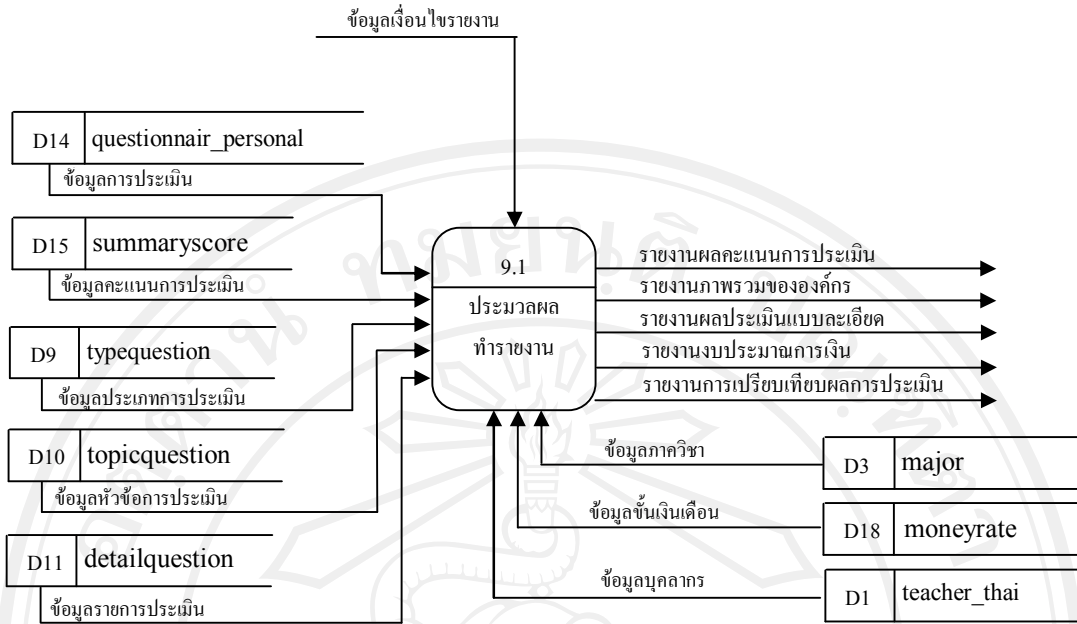 ข้อมูลเงื่อนไขรายงาน
D14 questionnair_personal
ข้อมูลการประเมิน
D15 summaryscore
ข้อมูลคะแนนการประเมิน
D9 typequestion
ข้อมูลประเภทการประเมิน
D10 topicquestion
ข้อมูลหัวข้อการประเมิน
D11 detailquestion
ข้อมูลรายการประเมิน
9.1
ประมวลผล
ทำรายงาน
รายงานผลคะแนนการประเมิน
รายงานภาพรวมขององค์กร
รายงานผลประเมินแบบละเอียด
รายงานงบประมาณการเงิน
รายงานการเปรียบเทียบผลการประเมิน
ข้อมูลภาควิชา
D3 major
ข้อมูลขั้นเงินเดือน
D18 moneyrate
ข้อมูลบุคลากร
D1 teacher_thai